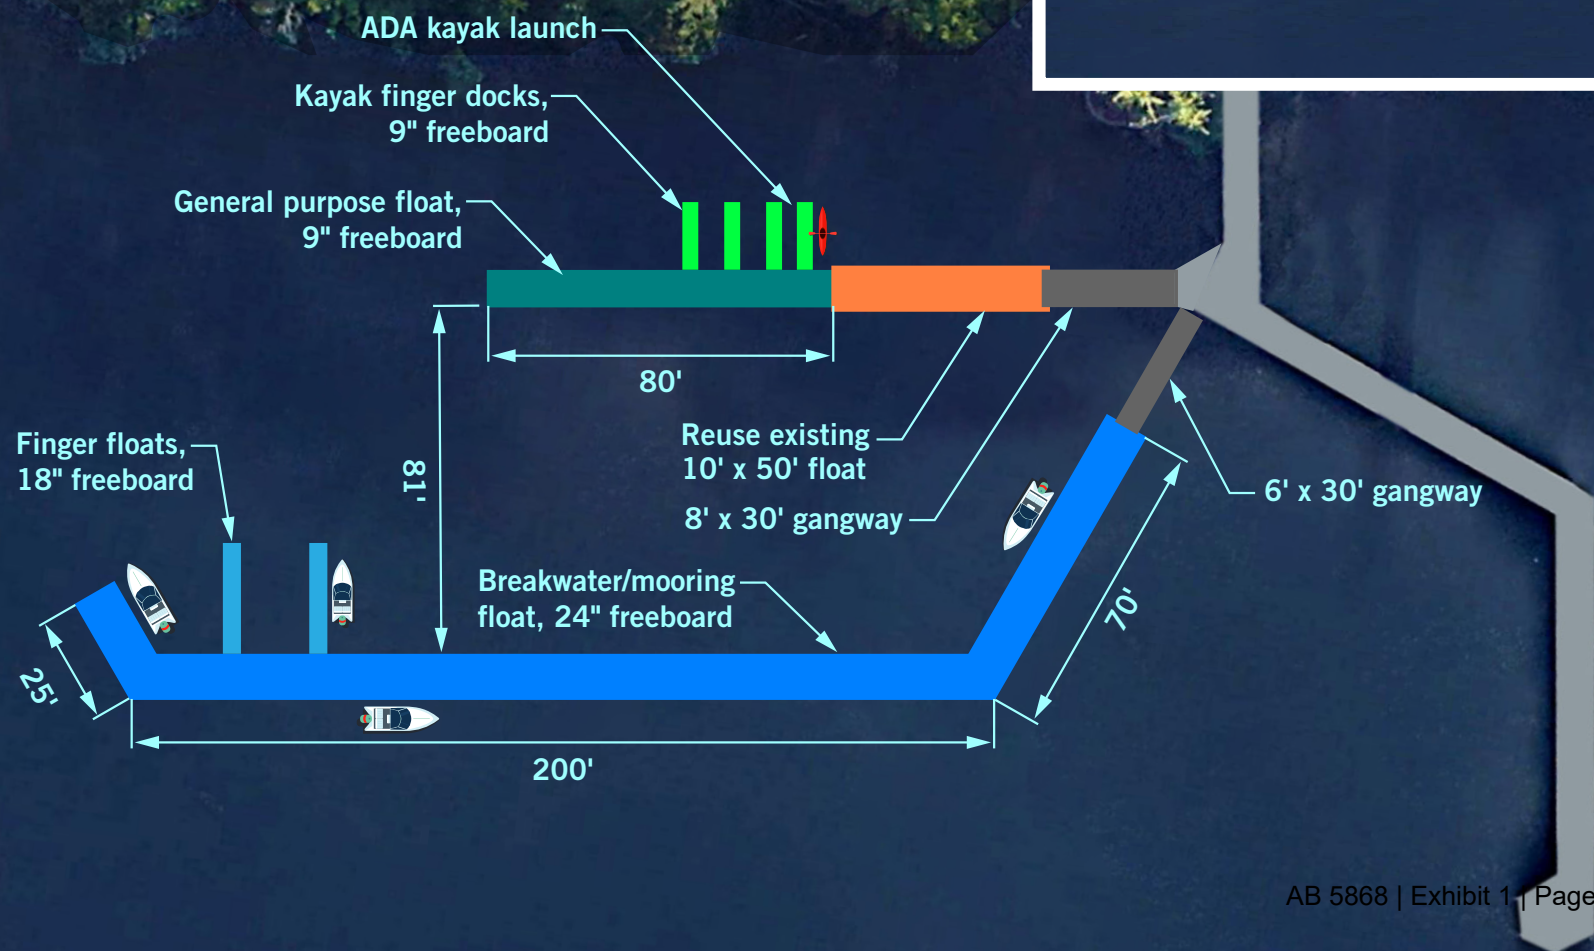 ADA kayak launch
Kayak finger docks,
9" freeboard
General purpose float,
9" freeboard
80'
Finger floats,
18" freeboard
81'
Reuse existing
10' x 50' float
8' x 30' gangway
6' x 30' gangway
Breakwater/mooring
float, 24" freeboard
70'
25'
200'
AB 5868 | Exhibit 1 | Page